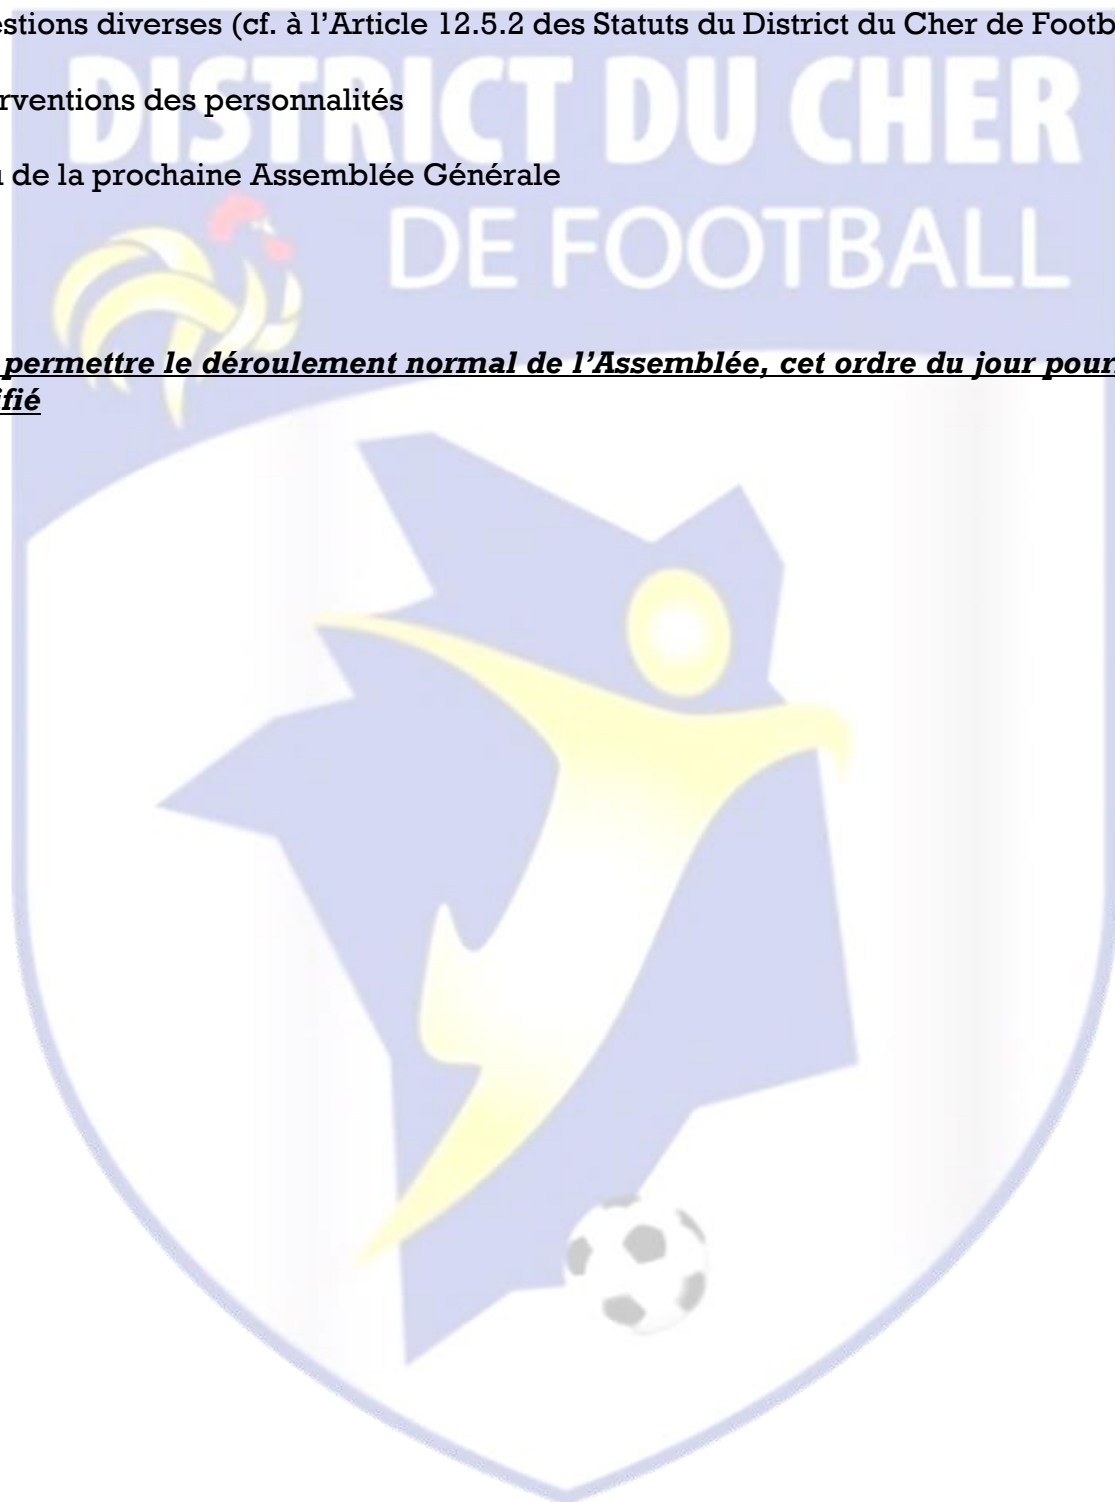 estions diverses (cf. à l’Article 12.5.2 des Statuts du District du Cher de Footb
DISTRICT DU CHER
rventions des personnalités
u de la prochaine Assemblée Générale
DE FOOTBALL
permettre le déroulement normal de l’Assemblée, cet ordre du jour pour
ifié